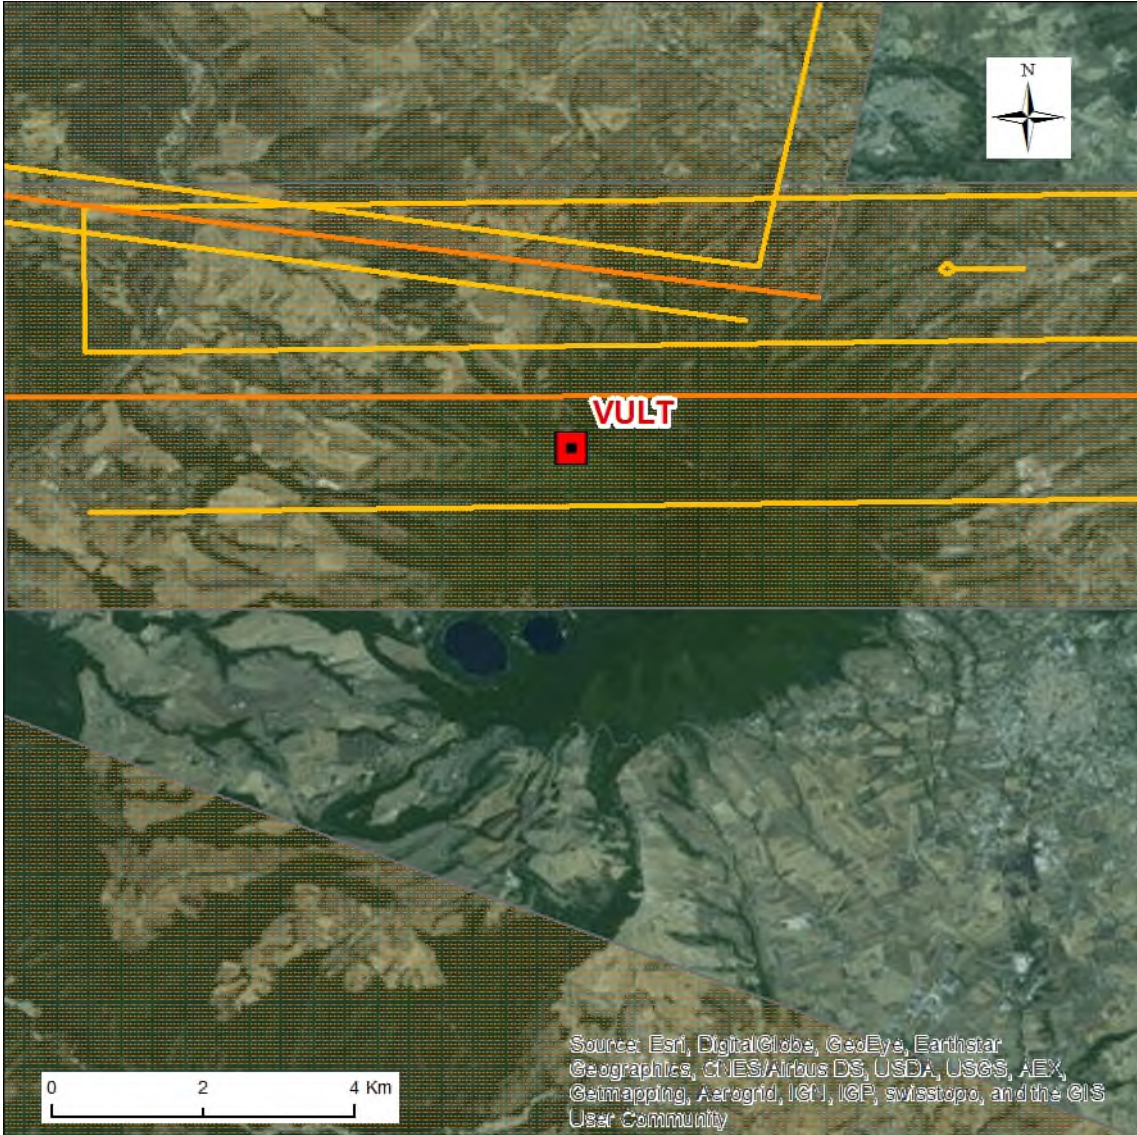 N
VULT
0 2 4 Km
Source: Esri, DigitalGlobe, GeoEye, Earthstar
Geographics, CNES/Airbus DS, USDA, USGS, AEX,
Getmapping, Aerogrid, IGN, IGP, swisstopo, and the GIS
User Community